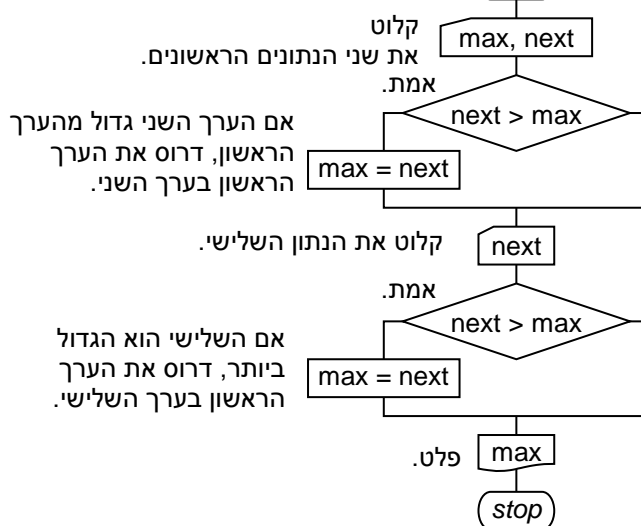 קלוט
את שני הנתונים הראשונים.
max, next
אמת.
next > max
אם הערך השני גדול מהערך
הראשון, דרוס את הערך
הראשון בערך השני.
max = next
קלוט את הנתון השלישי.
next
אמת.
next > max
אם השלישי הוא הגדול
ביותר, דרוס את הערך
הראשון בערך השלישי.
max = next
פלט.
max
stop